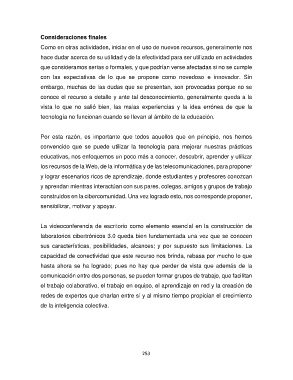 Consideraciones finales
Como en otras actividades, iniciar en el uso de nuevos recursos, generalmente nos
hace dudar acerca de su utilidad y de la efectividad para ser utilizado en actividades
que consideramos serias o formales, y que podrían verse afectadas si no se cumple
con las expectativas de lo que se propone como novedoso e innovador. Sin
embargo, muchas de las dudas que se presentan, son provocadas porque no se
conoce el recurso a detalle y ante tal desconocimiento, generalmente queda a la
vista lo que no salió bien, las malas experiencias y la idea errónea de que la
tecnología no funcionan cuando se llevan al ámbito de la educación.
Por esta razón, es importante que todos aquellos que en principio, nos hemos
convencido que se puede utilizar la tecnología para mejorar nuestras prácticas
educativas, nos enfoquemos un poco más a conocer, descubrir, aprender y utilizar
los recursos de la Web, de la informática y de las telecomunicaciones, para proponer
y lograr escenarios ricos de aprendizaje, donde estudiantes y profesores conozcan
y aprendan mientras interactúan con sus pares, colegas, amigos y grupos de trabajo
construidos en la cibercomunidad. Una vez logrado esto, nos corresponde proponer,
sensibilizar, motivar y apoyar.
La videoconferencia de escritorio como elemento esencial en la construcción de
laboratorios cibertrónicos 3.0 queda bien fundamentada una vez que se conocen
sus características, posibilidades, alcances; y por supuesto sus limitaciones. La
capacidad de conectividad que este recurso nos brinda, rebasa por mucho lo que
hasta ahora se ha logrado; pues no hay que perder de vista que además de la
comunicación entre dos personas, se pueden formar grupos de trabajo, que facilitan
el trabajo colaborativo, el trabajo en equipo, el aprendizaje en red y la creación de
redes de expertos que charlan entre sí y al mismo tiempo propician el crecimiento
de la inteligencia colectiva.
253